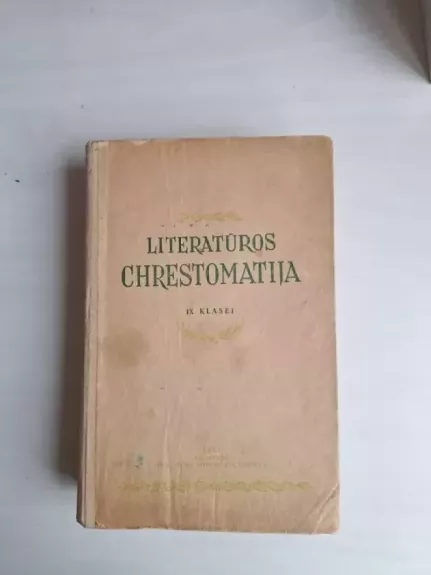 LITERATŪROS
CHRESTOMATIJA
IX KLASEI